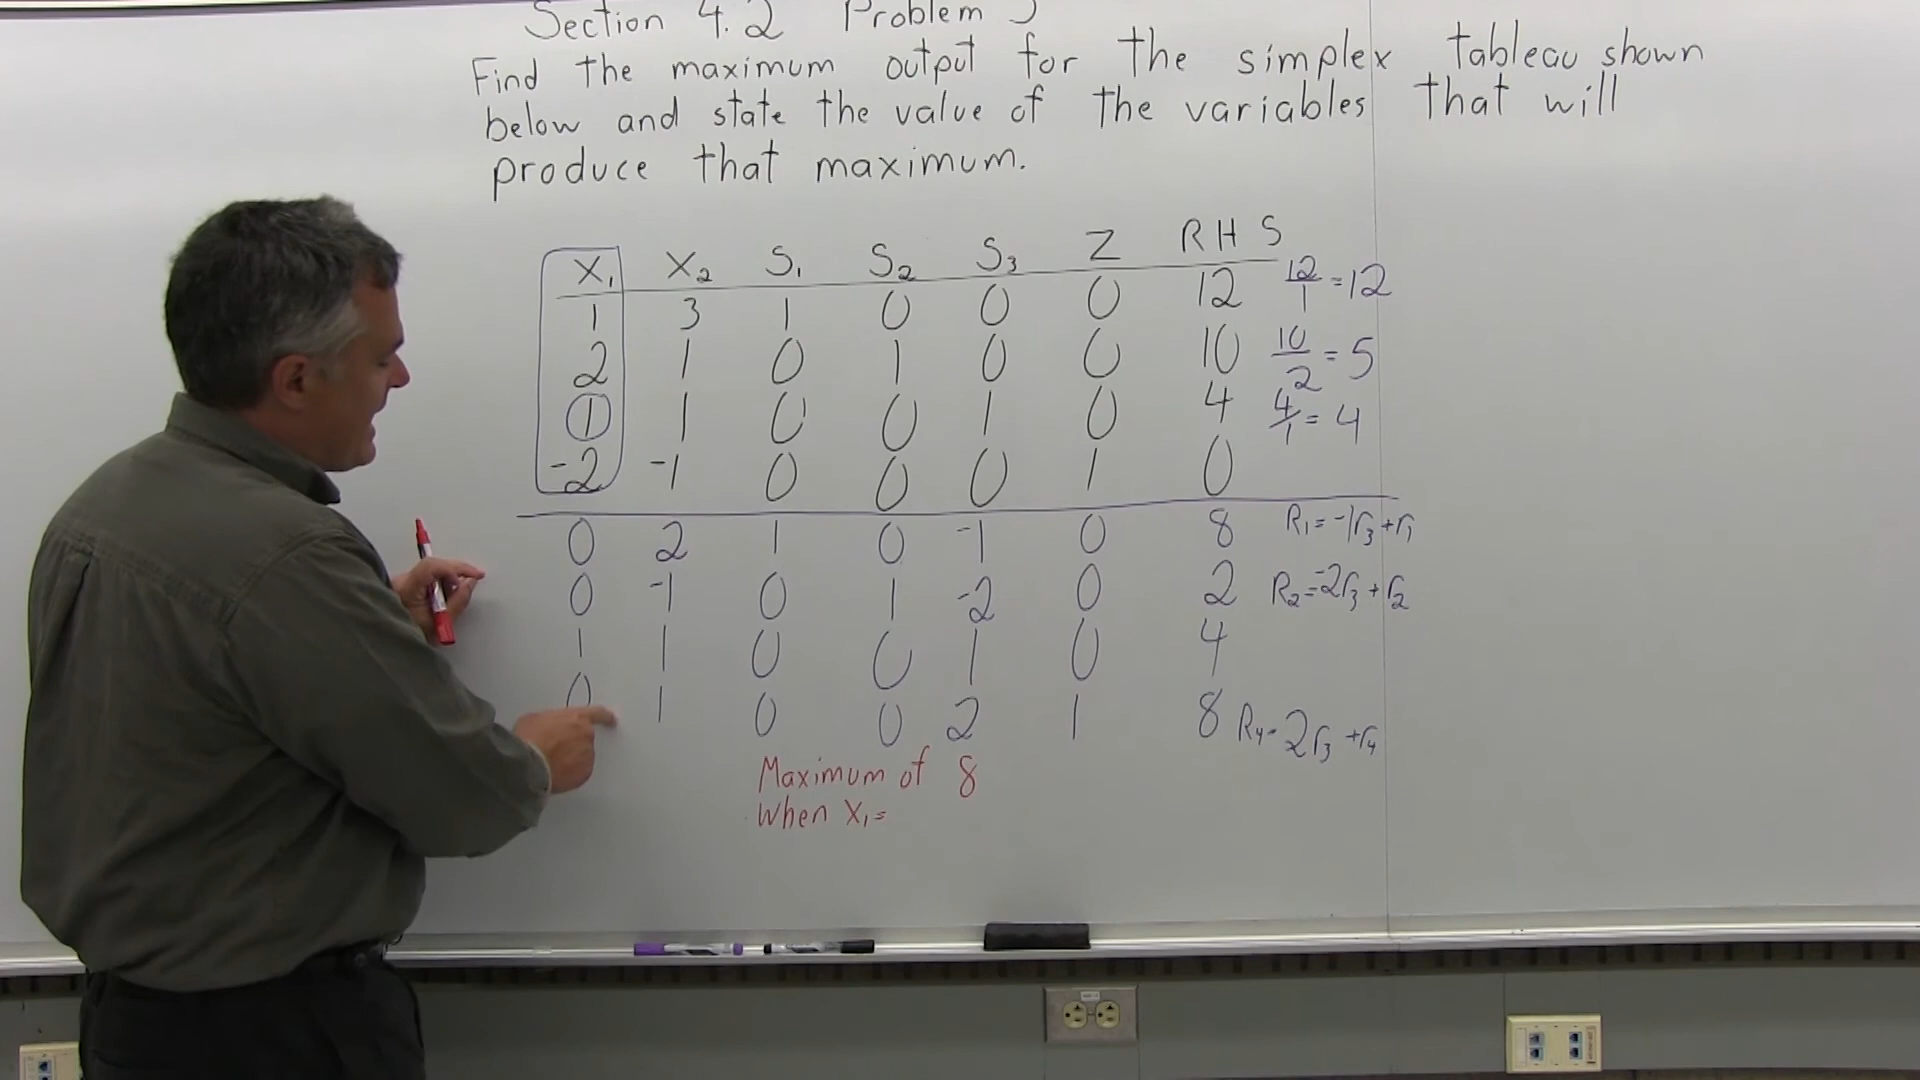 Section 4.2 Problem
Find the maximum output for the simplex tableau shown
below and state the value of the variables that will
produce that maximum.
X₁ X₂ S₁ S₂ S₃ Z RHS
1 3 1 0 0 0 12 12/1 = 12
2 1 0 1 0 0 10 10/2 = 5
1 1 0 0 1 0 4 4/1 = 4
-2 -1 0 0 0 1 0
0 2 1 0 -1 0 8 R₁ = -1r₃ + r₁
0 -1 0 1 -2 0 2 R₂ = -2r₃ + r₂
1 1 0 0 1 0 4
0 1 0 0 2 1 8 R₄ = 2r₃ + r₄
Maximum of 8
When X₁ =